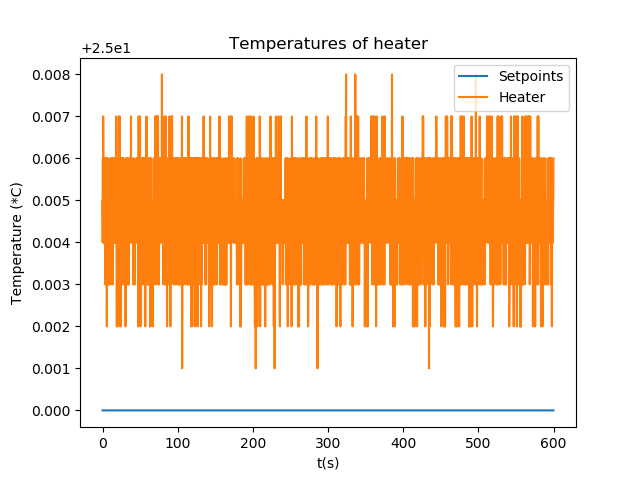 Temperatures of heater
+2.5e1
Setpoints
Heater
Temperature (*C)
0.008
0.007
0.006
0.005
0.004
0.003
0.002
0.001
0.000
0 100 200 300 400 500 600
t(s)